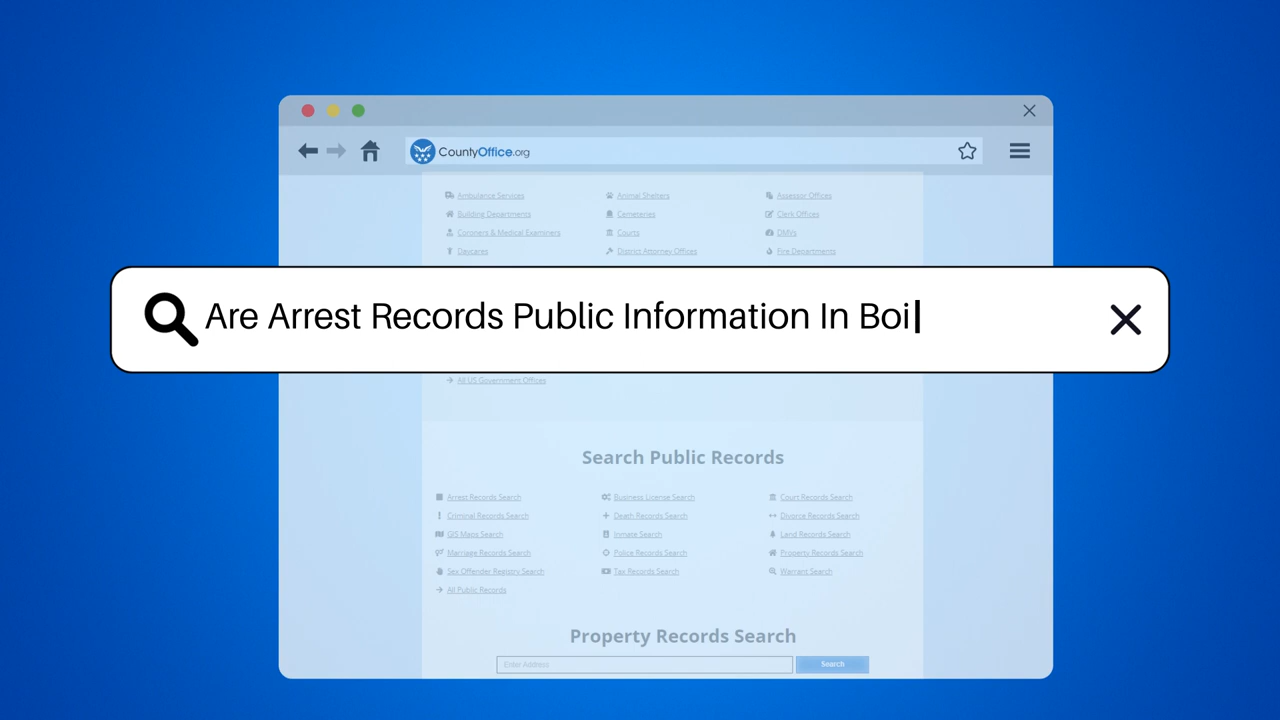 CountyOffice.org
Ambulance Services Animal Shelters Assessor Offices
Building Departments Cemeteries Clerk Offices
Coroners & Medical Examiners Courts DMVs
Daycares District Attorney Offices Fire Departments
Are Arrest Records Public Information In Boi
All US Government Offices
Search Public Records
Arrest Records Search Business License Search Court Records Search
Criminal Records Search Death Records Search Divorce Records Search
GIS Maps Search Inmate Search Land Records Search
Marriage Records Search Police Records Search Property Records Search
Sex Offender Registry Search Tax Records Search Warrant Search
All Public Records
Property Records Search
Enter Address Search